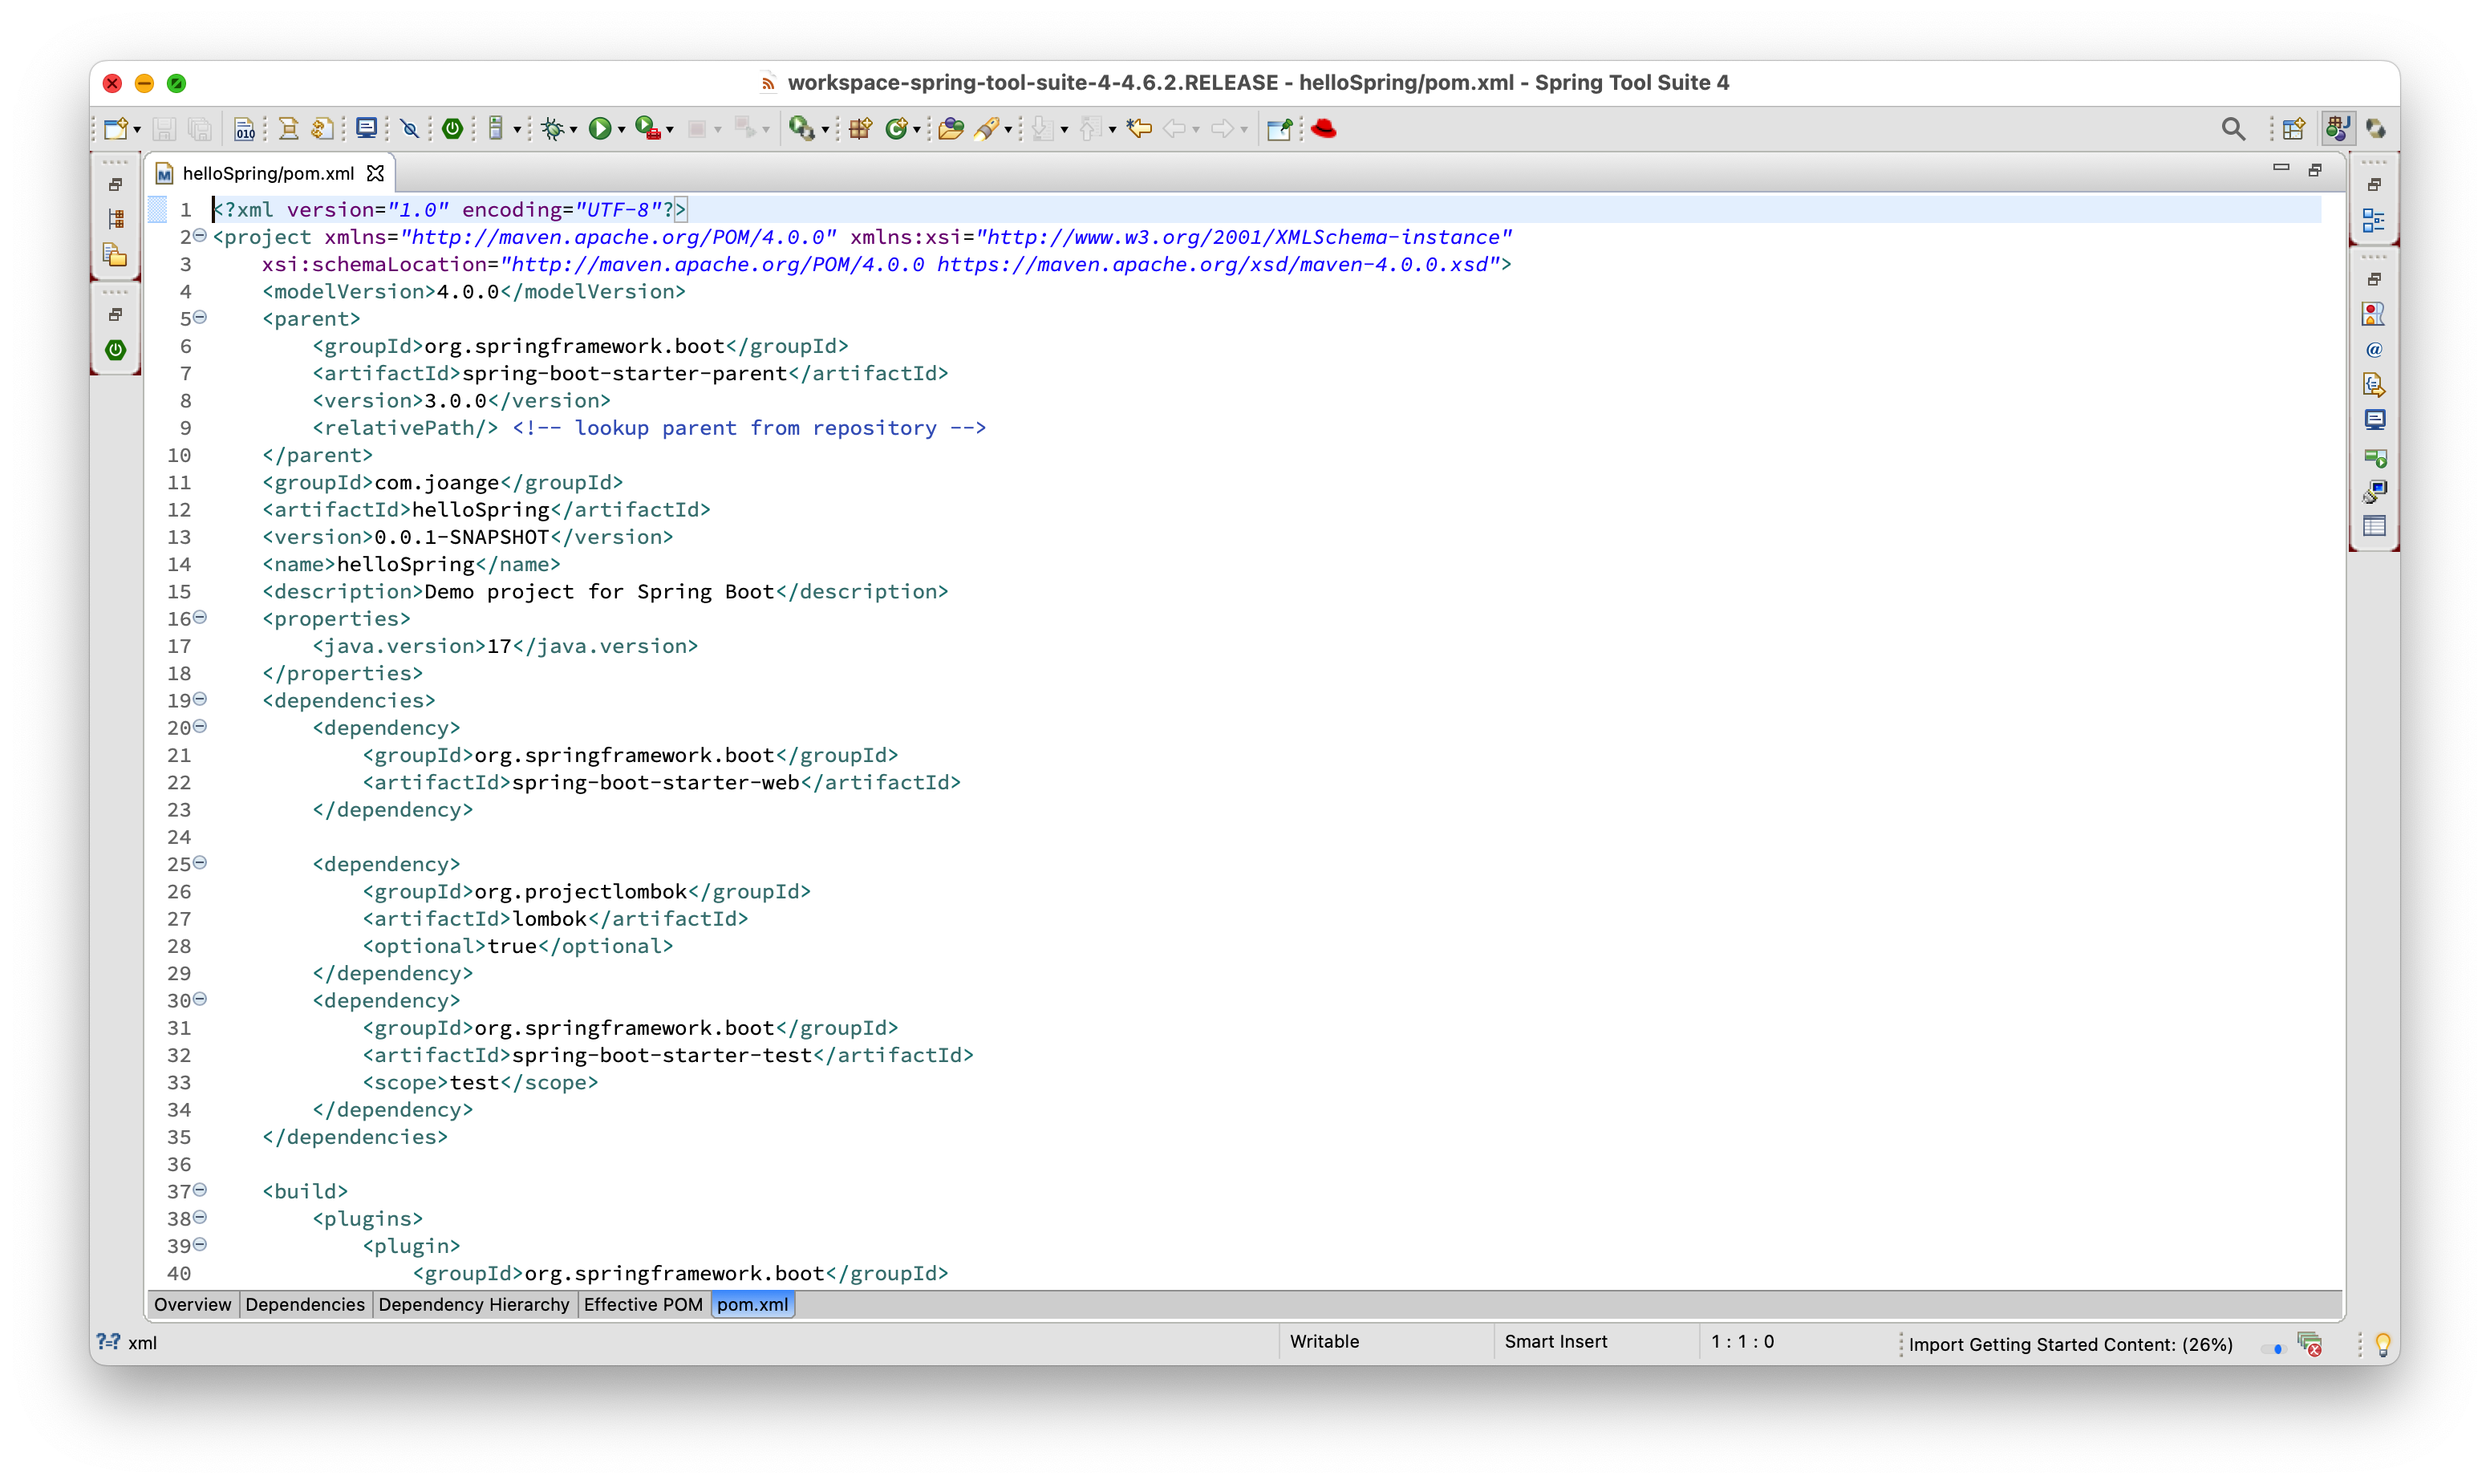 workspace-spring-tool-suite-4-4.6.2.RELEASE - helloSpring/pom.xml - Spring Tool Suite 4
helloSpring/pom.xml
1 <?xml version="1.0" encoding="UTF-8"?>
2 <project xmlns="http://maven.apache.org/POM/4.0.0" xmlns:xsi="http://www.w3.org/2001/XMLSchema-instance"
3     xsi:schemaLocation="http://maven.apache.org/POM/4.0.0 https://maven.apache.org/xsd/maven-4.0.0.xsd">
4     <modelVersion>4.0.0</modelVersion>
5     <parent>
6         <groupId>org.springframework.boot</groupId>
7         <artifactId>spring-boot-starter-parent</artifactId>
8         <version>3.0.0</version>
9         <relativePath/> <!-- lookup parent from repository -->
10     </parent>
11     <groupId>com.joange</groupId>
12     <artifactId>helloSpring</artifactId>
13     <version>0.0.1-SNAPSHOT</version>
14     <name>helloSpring</name>
15     <description>Demo project for Spring Boot</description>
16     <properties>
17         <java.version>17</java.version>
18     </properties>
19     <dependencies>
20         <dependency>
21             <groupId>org.springframework.boot</groupId>
22             <artifactId>spring-boot-starter-web</artifactId>
23         </dependency>
24
25         <dependency>
26             <groupId>org.projectlombok</groupId>
27             <artifactId>lombok</artifactId>
28             <optional>true</optional>
29         </dependency>
30         <dependency>
31             <groupId>org.springframework.boot</groupId>
32             <artifactId>spring-boot-starter-test</artifactId>
33             <scope>test</scope>
34         </dependency>
35     </dependencies>
36
37     <build>
38         <plugins>
39             <plugin>
40                 <groupId>org.springframework.boot</groupId>
Overview Dependencies Dependency Hierarchy Effective POM pom.xml
?=? xml Writable Smart Insert 1 : 1 : 0 Import Getting Started Content: (26%)